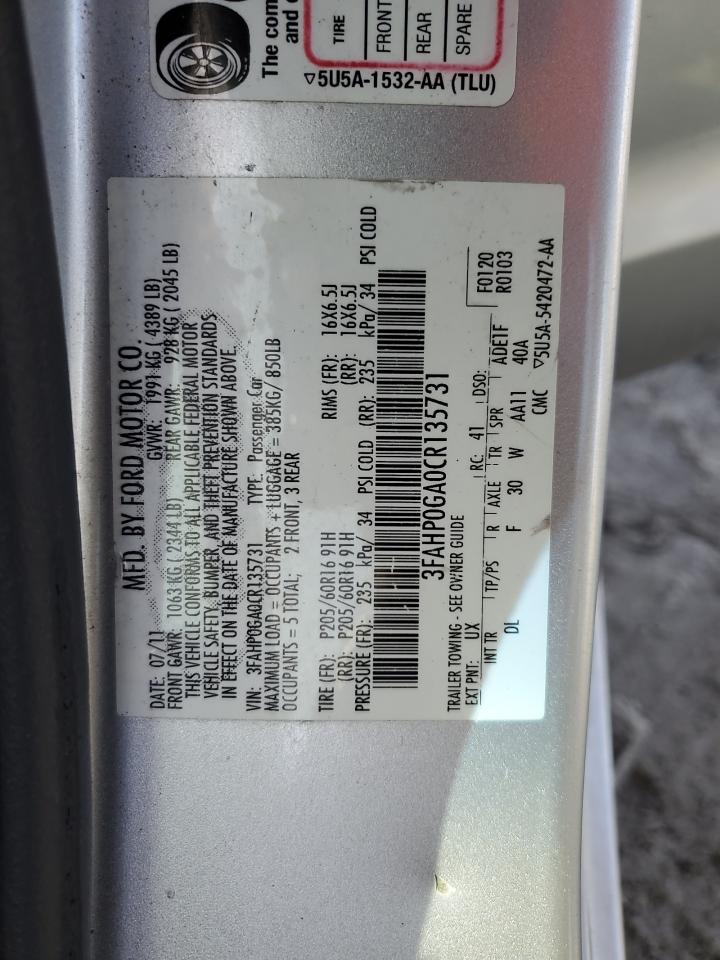 The com
and c
TIRE
FRONT
REAR
SPARE
▽5U5A-1532-AA (TLU)
MFD. BY FORD MOTOR CO.
DATE: 07/11 GVWR: 1991 KG ( 4389 LB)
FRONT GAWR: 1063 KG ( 2344 LB) REAR GAWR: 928 KG ( 2045 LB)
THIS VEHICLE CONFORMS TO ALL APPLICABLE FEDERAL MOTOR
VEHICLE SAFETY, BUMPER, AND THEFT PREVENTION STANDARDS
IN EFFECT ON THE DATE OF MANUFACTURE SHOWN ABOVE.
VIN: 3FAHP0GA0CR135731 TYPE: Passenger Car
MAXIMUM LOAD = OCCUPANTS + LUGGAGE = 385KG/ 850LB
OCCUPANTS = 5 TOTAL; 2 FRONT, 3 REAR
TIRE (FR): P205/60R16 91H RIMS (FR): 16X6.5J
(RR): P205/60R16 91H (RR): 16X6.5J
PRESSURE (FR): 235 kPa/ 34 PSI COLD (RR): 235 kPa/ 34 PSI COLD
3FAHP0GA0CR135731
TRAILER TOWING - SEE OWNER GUIDE
F0120
R0103
EXT PNT: UX RC: 41 DSO:
INT TR TP/PS R AXLE TR SPR ADE1F
DL F 30 W AA11 40A
CMC ▽5U5A-5420472-AA